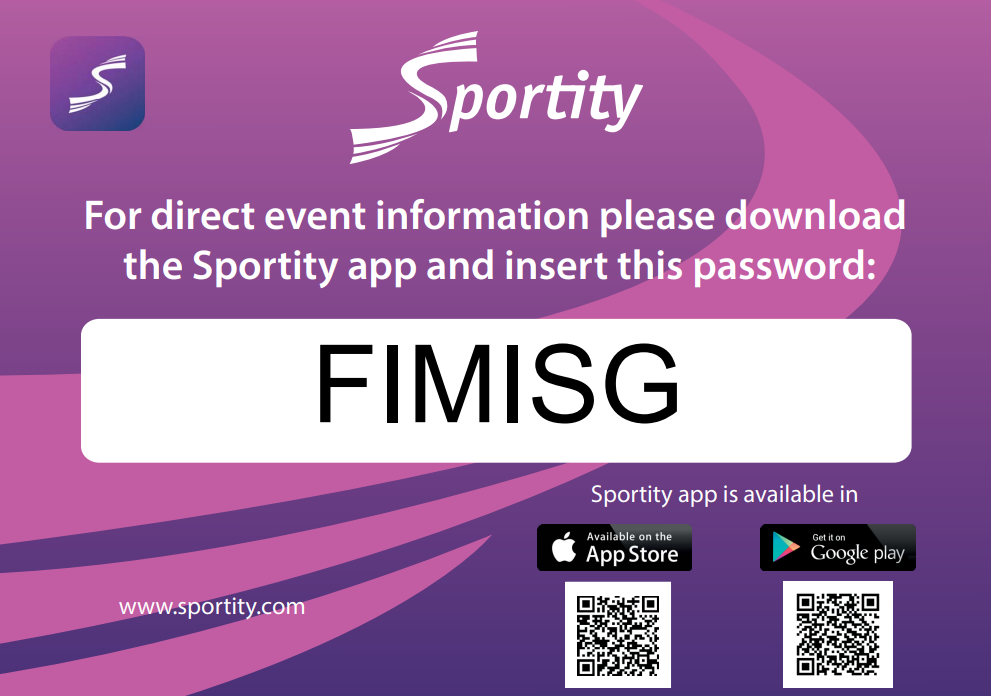 Sportity
For direct event information please download
the Sportity app and insert this password:
FIMISG
Sportity app is available in
Available on the
App Store
Get it on
Google play
www.sportity.com